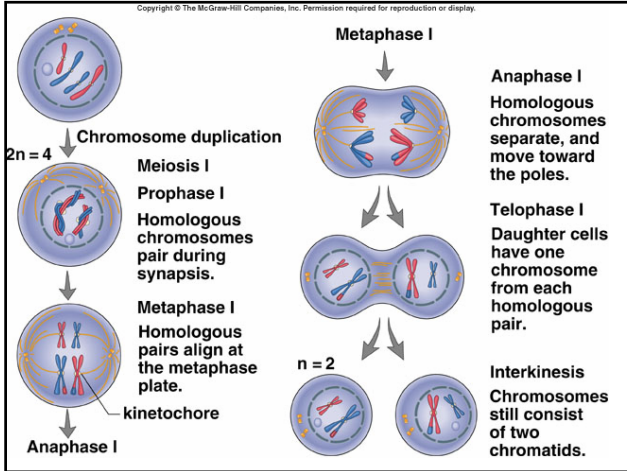 Copyright © The McGraw-Hill Companies, Inc. Permission required for reproduction or display.
Chromosome duplication
2n = 4
Meiosis I
Prophase I
Homologous
chromosomes
pair during
synapsis.
Metaphase I
Homologous
pairs align at
the metaphase
plate.
kinetochore
Anaphase I
Metaphase I
Anaphase I
Homologous
chromosomes
separate, and
move toward
the poles.
Telophase I
Daughter cells
have one
chromosome
from each
homologous
pair.
n = 2
Interkinesis
Chromosomes
still consist
of two
chromatids.